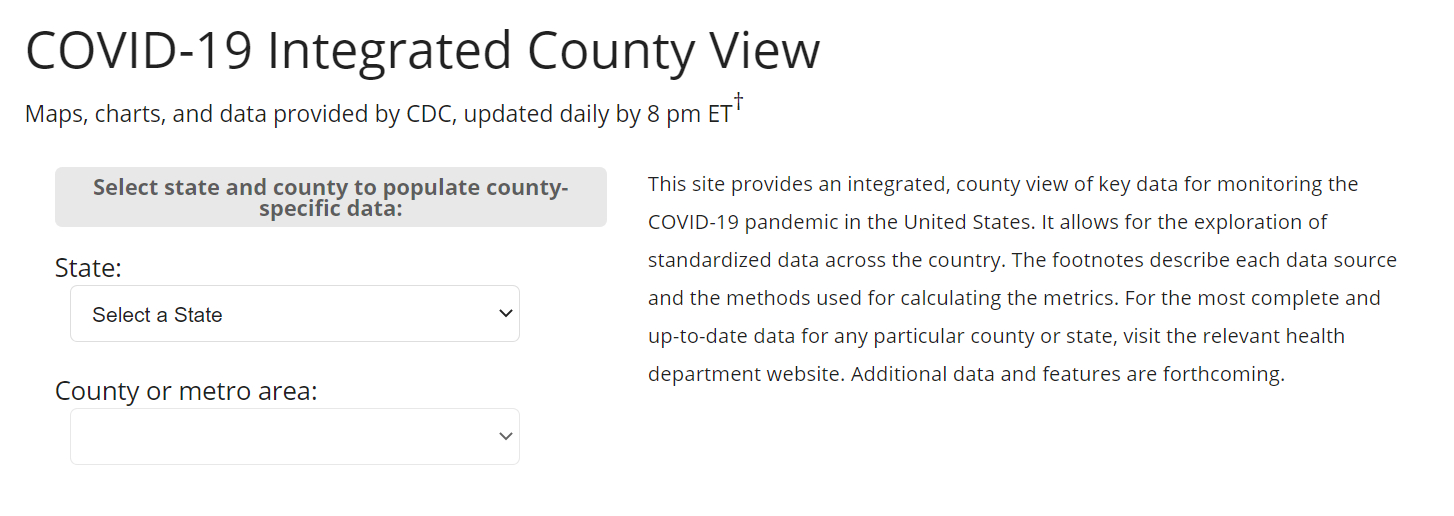 COVID-19 Integrated County View
Maps, charts, and data provided by CDC, updated daily by 8 pm ET†
Select state and county to populate county-
specific data:
State:
Select a State
County or metro area:
This site provides an integrated, county view of key data for monitoring the
COVID-19 pandemic in the United States. It allows for the exploration of
standardized data across the country. The footnotes describe each data source
and the methods used for calculating the metrics. For the most complete and
up-to-date data for any particular county or state, visit the relevant health
department website. Additional data and features are forthcoming.